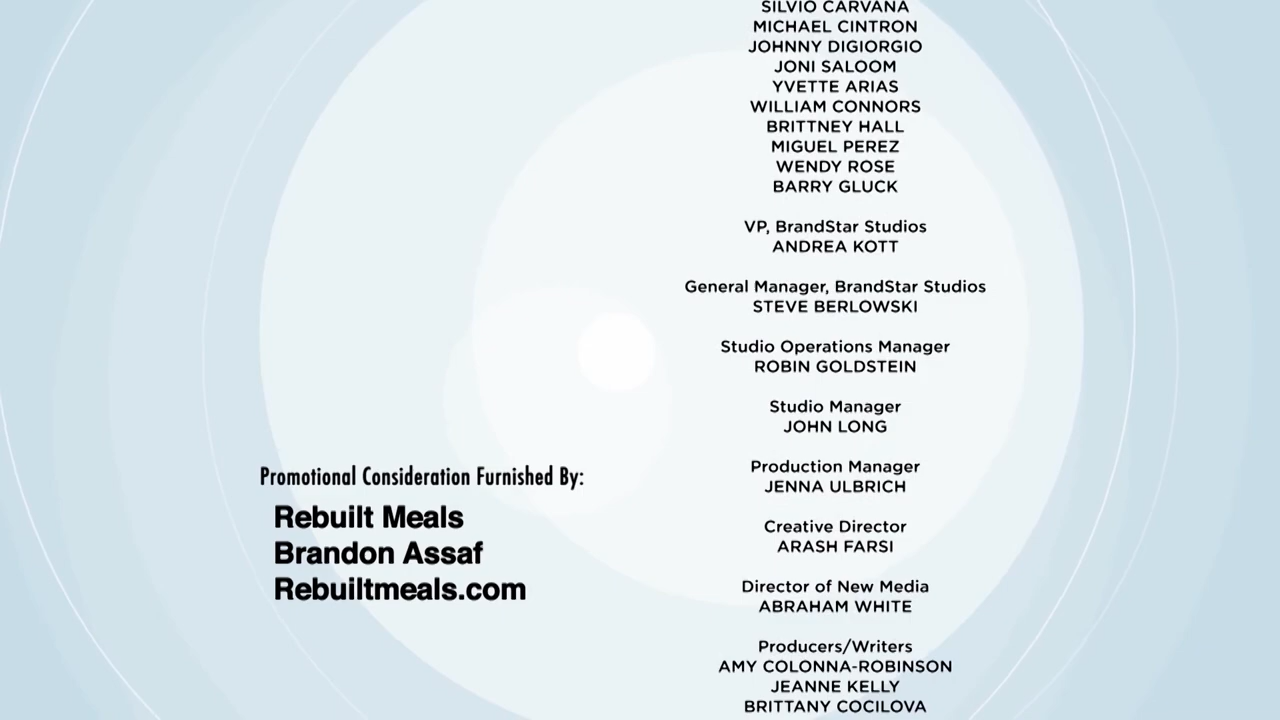 SILVIO CARVANA
MICHAEL CINTRON
JOHNNY DIGIORGIO
JONI SALOOM
YVETTE ARIAS
WILLIAM CONNORS
BRITTNEY HALL
MIGUEL PEREZ
WENDY ROSE
BARRY GLUCK
VP, BrandStar Studios
ANDREA KOTT
General Manager, BrandStar Studios
STEVE BERLOWSKI
Studio Operations Manager
ROBIN GOLDSTEIN
Studio Manager
JOHN LONG
Production Manager
JENNA ULBRICH
Creative Director
ARASH FARSI
Director of New Media
ABRAHAM WHITE
Producers/Writers
AMY COLONNA-ROBINSON
JEANNE KELLY
BRITTANY COCILOVA
Promotional Consideration Furnished By:
Rebuilt Meals
Brandon Assaf
Rebuiltmeals.com